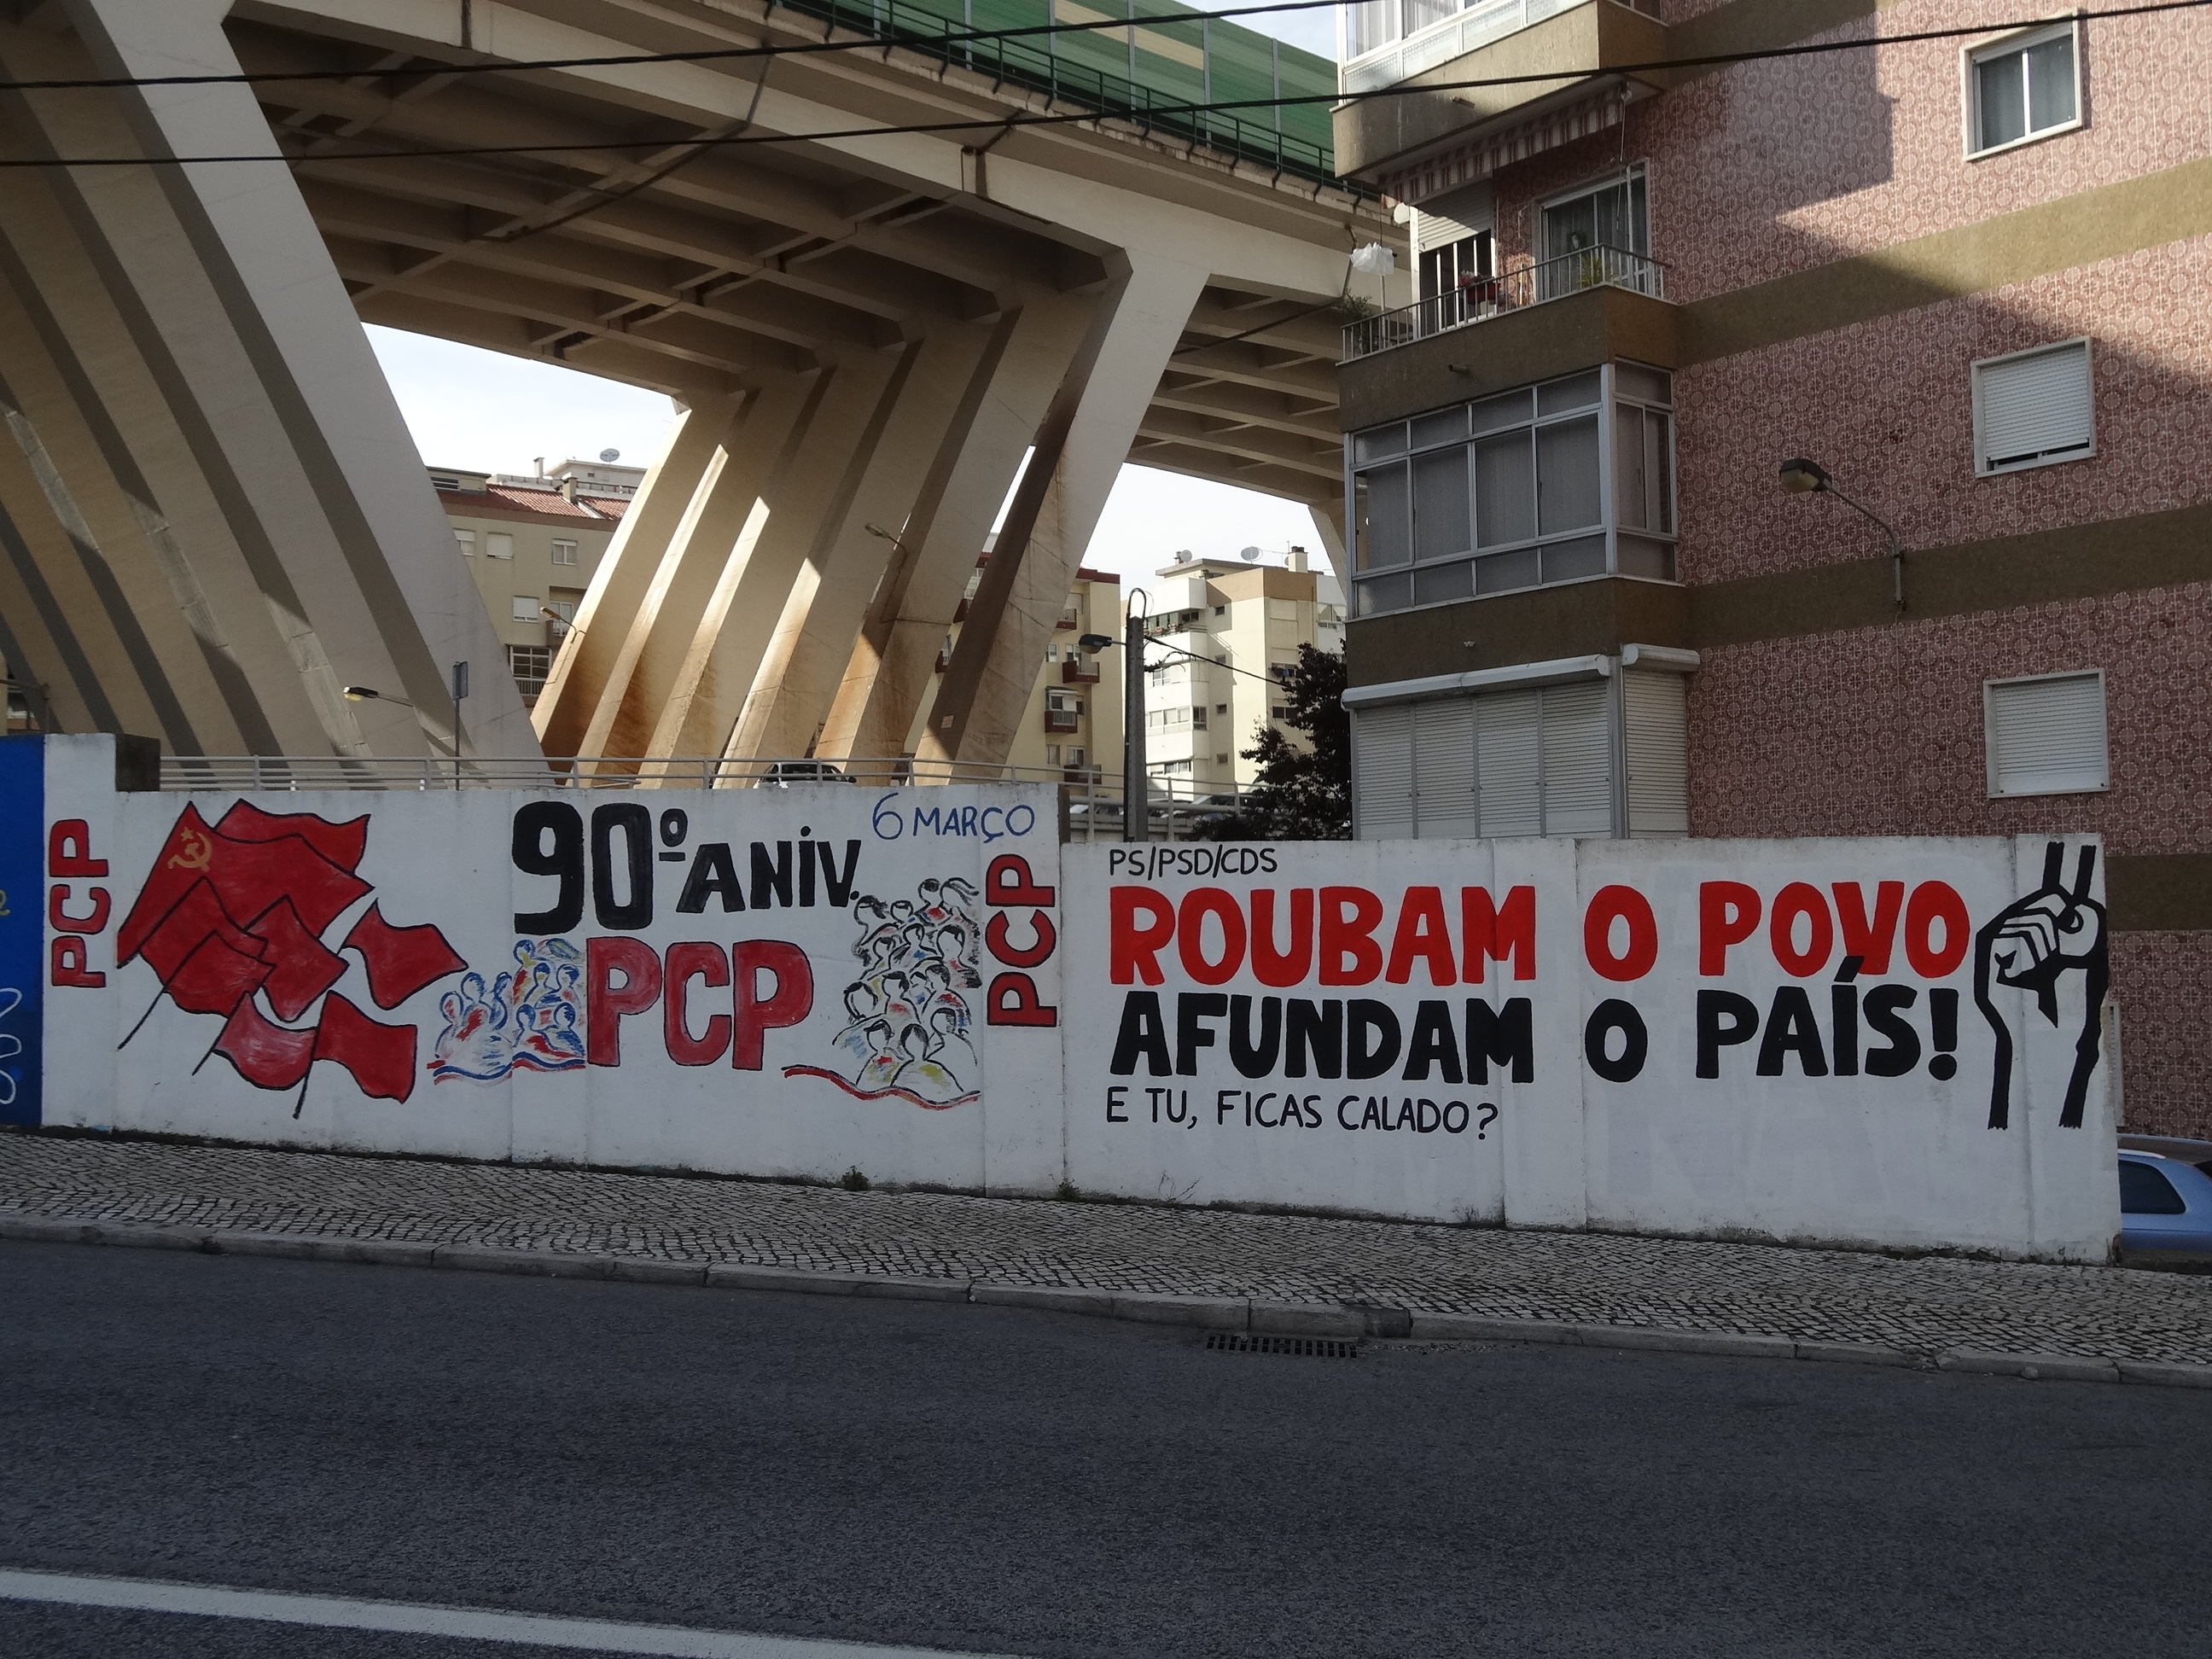 PCP
90º ANIV.
6 MARÇO
PCP
PCP
PS/PSD/CDS
ROUBAM O POVO
AFUNDAM O PAÍS!
E TU, FICAS CALADO?